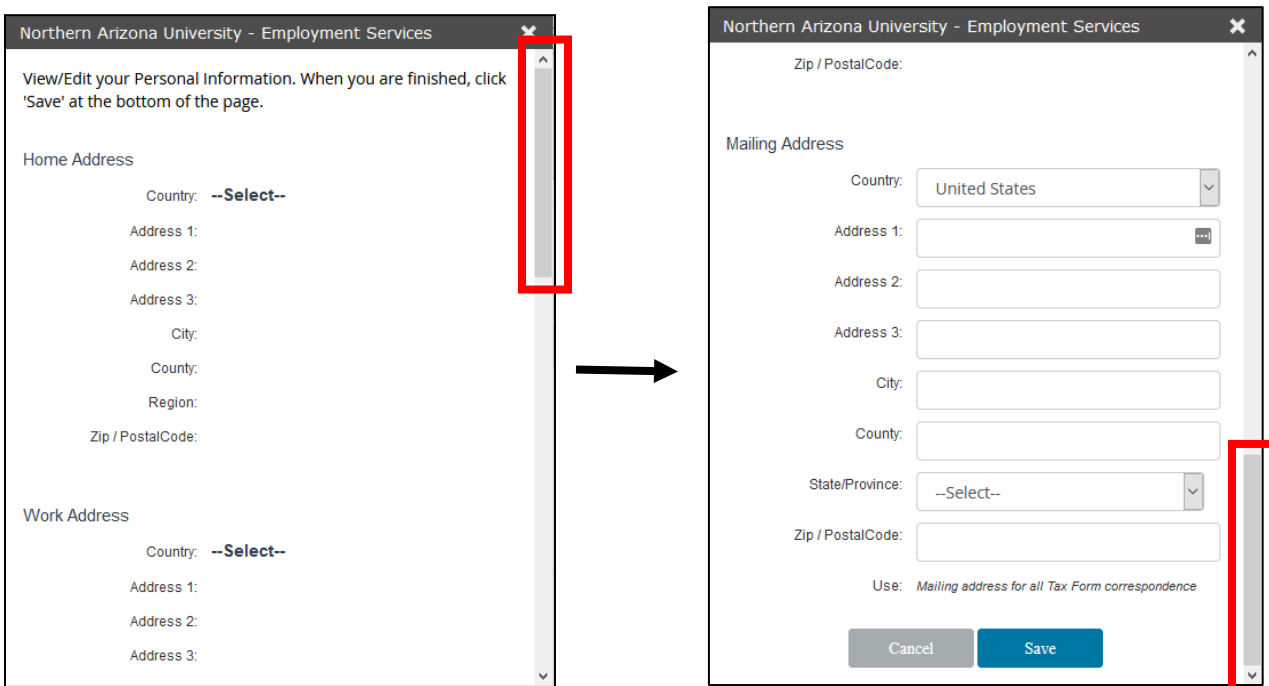 Northern Arizona University - Employment Services
View/Edit your Personal Information. When you are finished, click
'Save' at the bottom of the page.
Home Address
Country: --Select--
Address 1:
Address 2:
Address 3:
City:
County:
Region:
Zip / PostalCode:
Work Address
Country: --Select--
Address 1:
Address 2:
Address 3:
Northern Arizona University - Employment Services
Zip / PostalCode:
Mailing Address
Country: United States
Address 1:
Address 2:
Address 3:
City:
County:
State/Province: --Select--
Zip / PostalCode:
Use: Mailing address for all Tax Form correspondence
Cancel Save